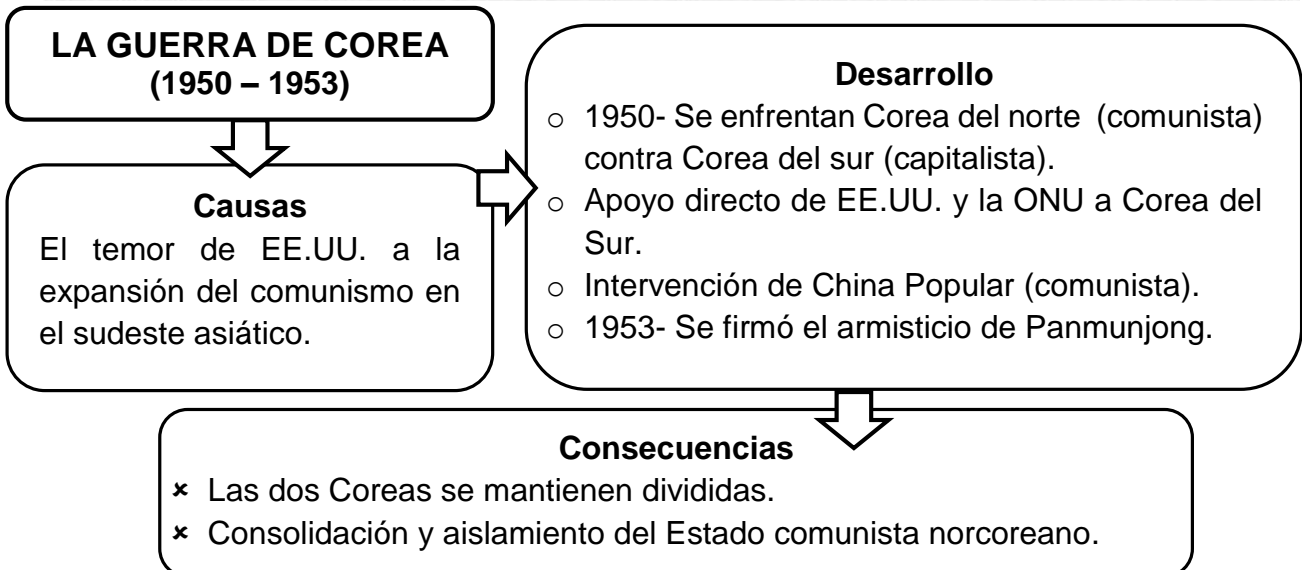 LA GUERRA DE COREA
(1950 – 1953)
Causas
El temor de EE.UU. a la
expansión del comunismo en
el sudeste asiático.
Desarrollo
○ 1950- Se enfrentan Corea del norte (comunista)
contra Corea del sur (capitalista).
○ Apoyo directo de EE.UU. y la ONU a Corea del
Sur.
○ Intervención de China Popular (comunista).
○ 1953- Se firmó el armisticio de Panmunjong.
Consecuencias
× Las dos Coreas se mantienen divididas.
× Consolidación y aislamiento del Estado comunista norcoreano.